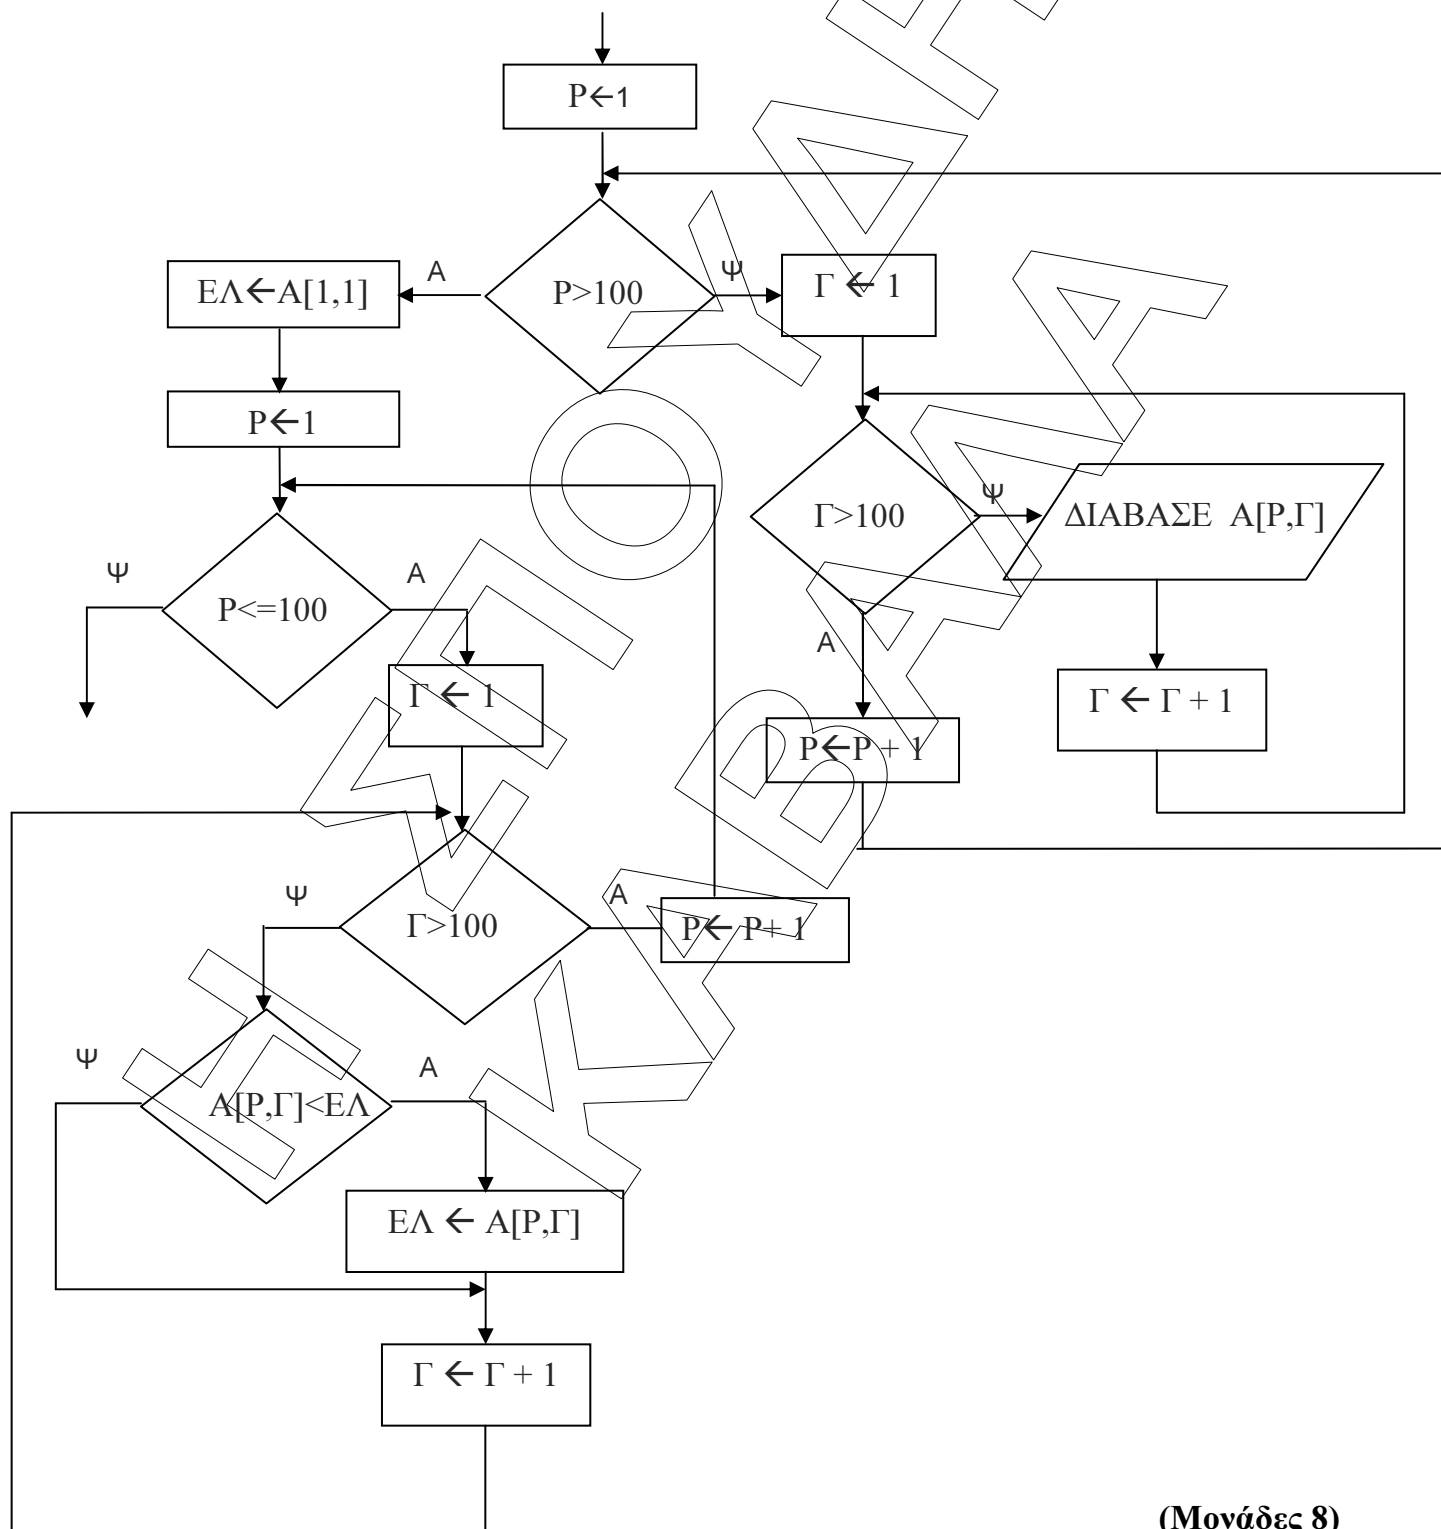 Ρ←1
Ρ>100
Α
Ψ
ΕΛ←Α[1,1]
Γ ← 1
Ρ←1
Γ>100
Ψ
ΔΙΑΒΑΣΕ Α[Ρ,Γ]
Ψ
Α
Ρ<=100
Α
Γ ← 1
Γ ← Γ + 1
Ρ←Ρ + 1
Ψ
Α
Γ>100
Ρ← Ρ+ 1
Ψ
Α
Α[Ρ,Γ]<ΕΛ
ΕΛ ← Α[Ρ,Γ]
Γ ← Γ + 1
(Μονάδες 8)